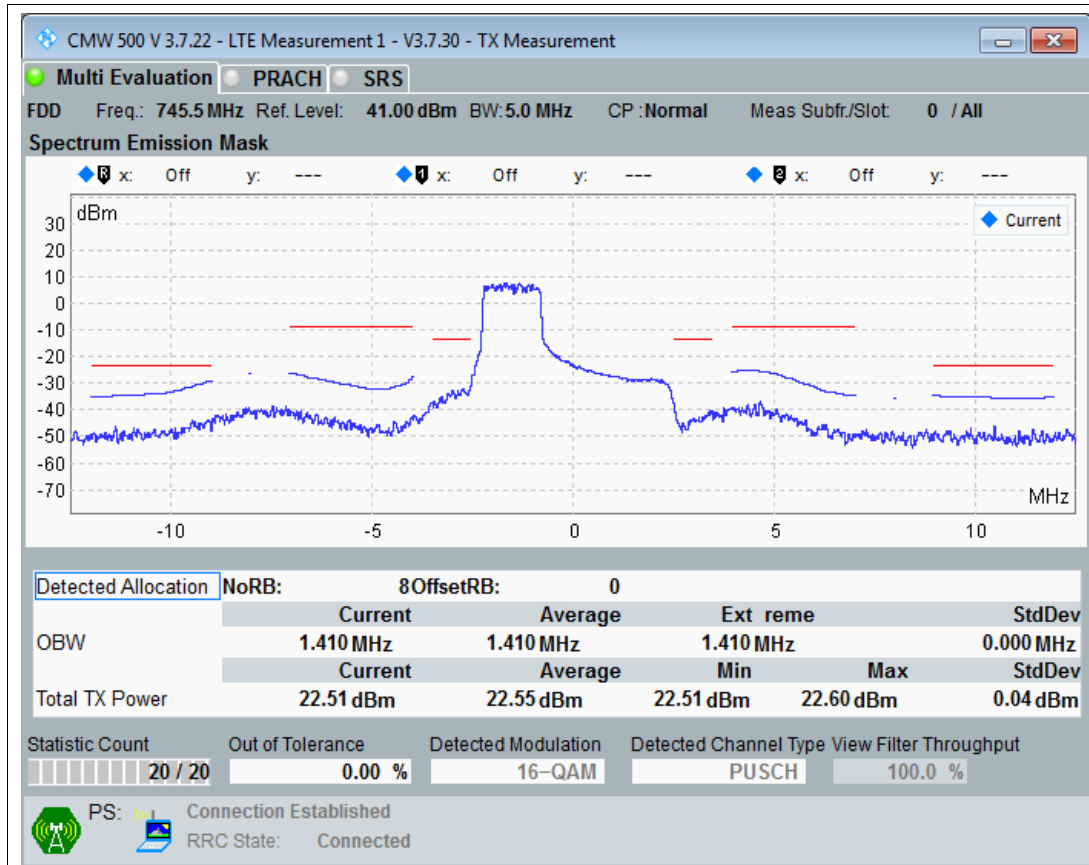 CMW 500 V 3.7.22 - LTE Measurement 1 - V3.7.30 - TX Measurement
Multi Evaluation PRACH SRS
FDD Freq.: 745.5 MHz Ref. Level: 41.00 dBm BW: 5.0 MHz CP : Normal Meas Subfr./Slot: 0 / All
Spectrum Emission Mask
R x: Off y: --- 1 x: Off y: --- 2 x: Off y: ---
dBm
Current
30
20
10
0
-10
-20
-30
-40
-50
-60
-70
MHz
-10 -5 0 5 10
Detected Allocation NoRB: 8 OffsetRB: 0
Current Average Ext reme StdDev
OBW 1.410 MHz 1.410 MHz 1.410 MHz 0.000 MHz
Current Average Min Max StdDev
Total TX Power 22.51 dBm 22.55 dBm 22.51 dBm 22.60 dBm 0.04 dBm
Statistic Count Out of Tolerance Detected Modulation Detected Channel Type View Filter Throughput
20 / 20 0.00 % 16-QAM PUSCH 100.0 %
PS: Connection Established
RRC State: Connected